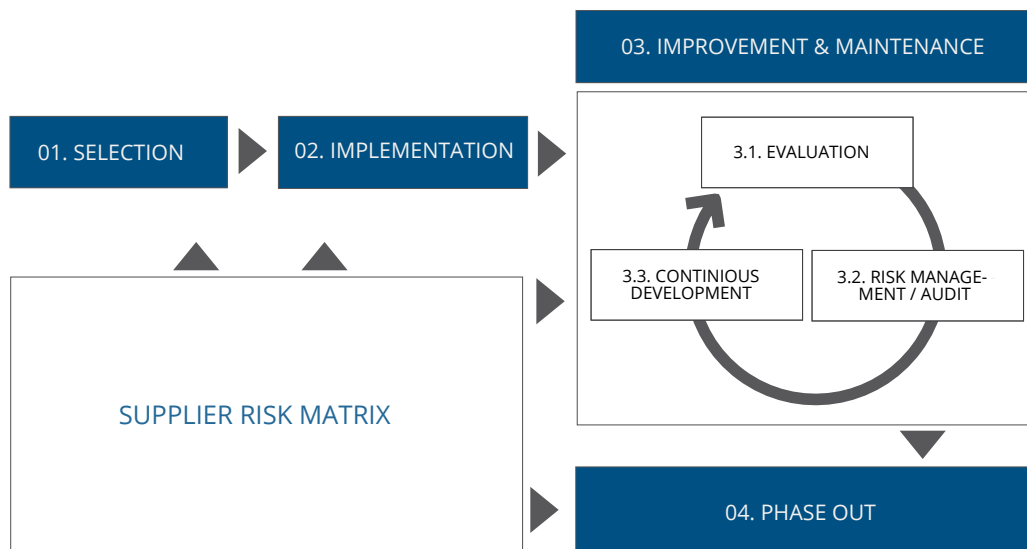 03. IMPROVEMENT & MAINTENANCE
01. SELECTION
02. IMPLEMENTATION
3.1. EVALUATION
3.3. CONTINIOUS
DEVELOPMENT
3.2. RISK MANAGE-
MENT / AUDIT
SUPPLIER RISK MATRIX
04. PHASE OUT